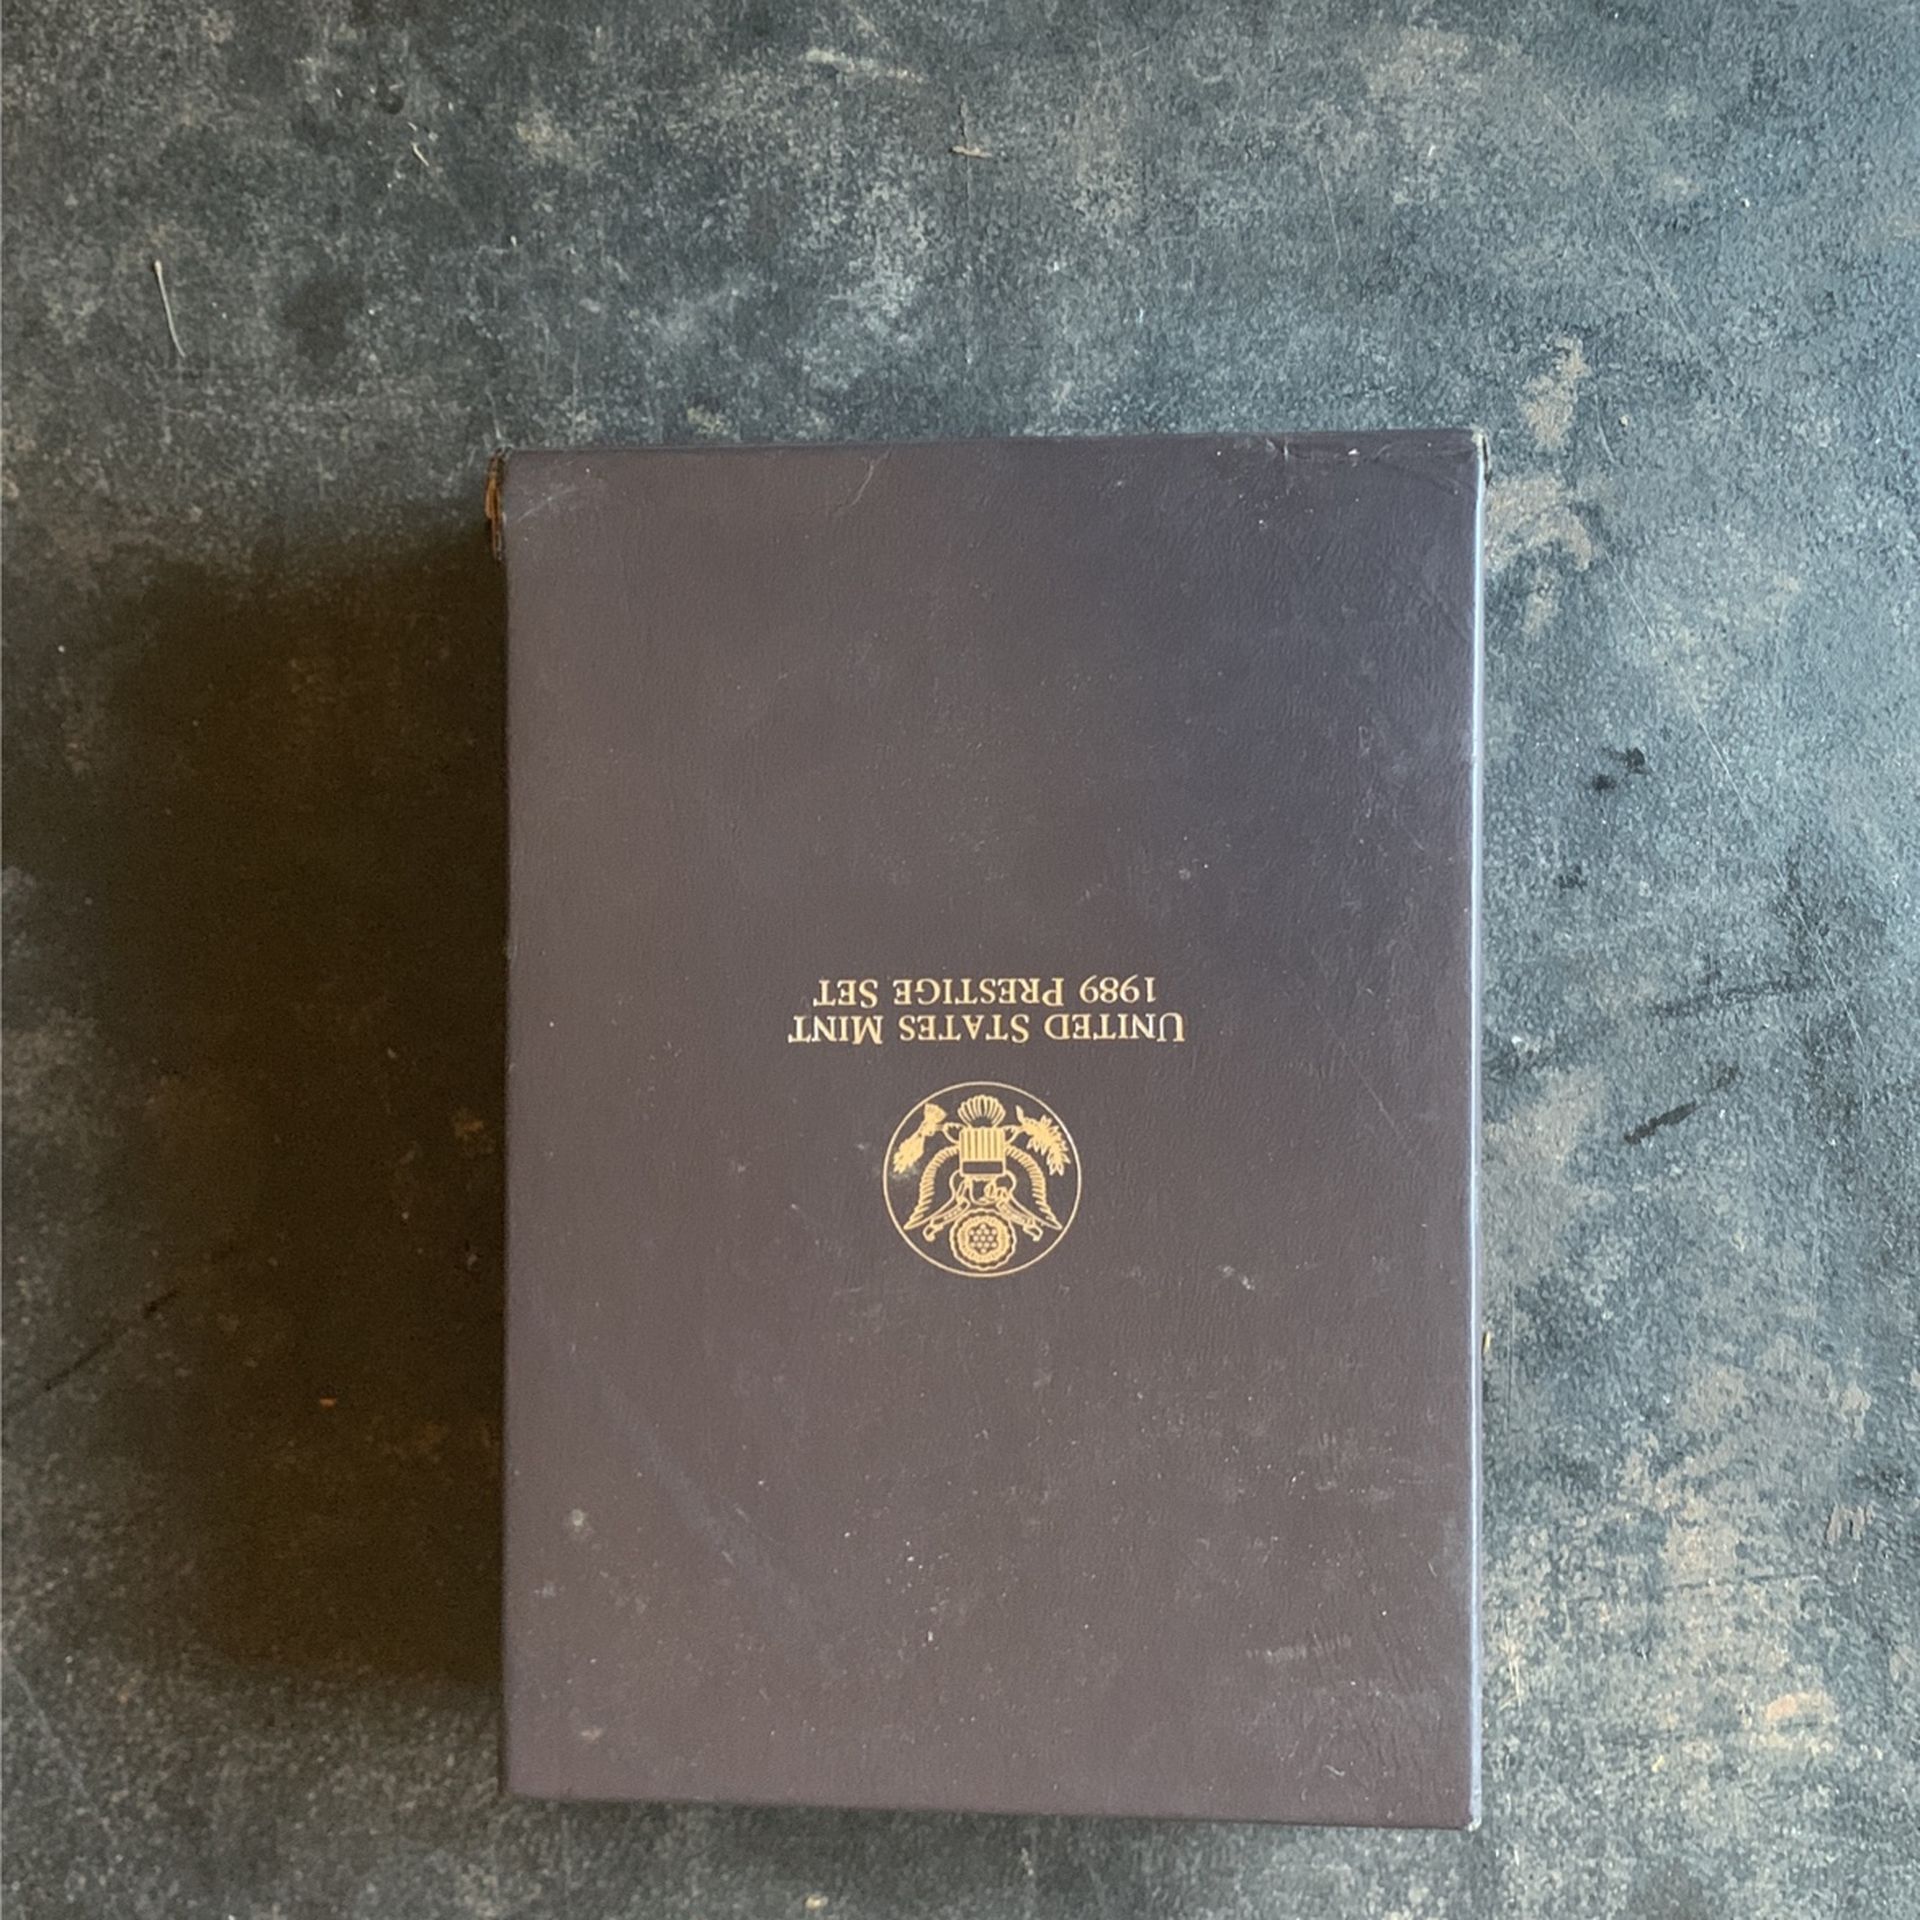 United States Mint
1989 Prestige Set